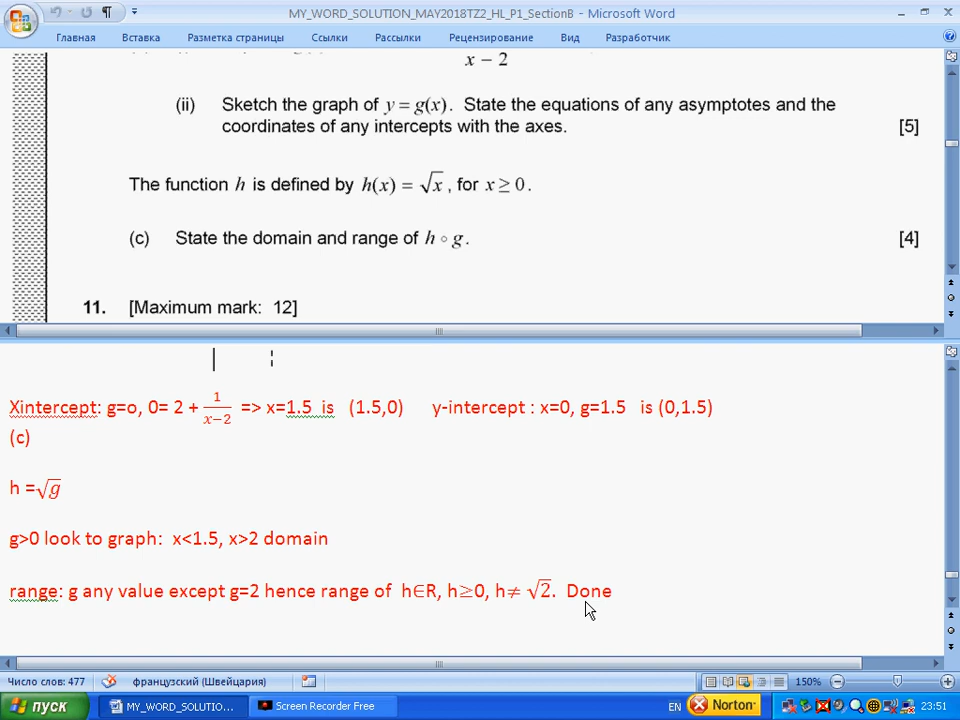 MY_WORD_SOLUTION_MAY2018TZ2_HL_P1_SectionB - Microsoft Word
Главная Вставка Разметка страницы Ссылки Рассылки Рецензирование Вид Разработчик
x − 2
(ii) Sketch the graph of y = g(x). State the equations of any asymptotes and the
coordinates of any intercepts with the axes. [5]
The function h is defined by h(x) = √x, for x ≥ 0.
(c) State the domain and range of h ∘ g. [4]
11. [Maximum mark: 12]
Xintercept: g=o, 0= 2 + 1/(x−2) => x=1.5 is (1.5,0) y-intercept : x=0, g=1.5 is (0,1.5)
(c)
h =√g
g>0 look to graph: x<1.5, x>2 domain
range: g any value except g=2 hence range of h∈R, h≥0, h≠ √2. Done
Число слов: 477 французский (Швейцария) 150%
пуск MY_WORD_SOLUTIO... Screen Recorder Free EN Norton 23:51